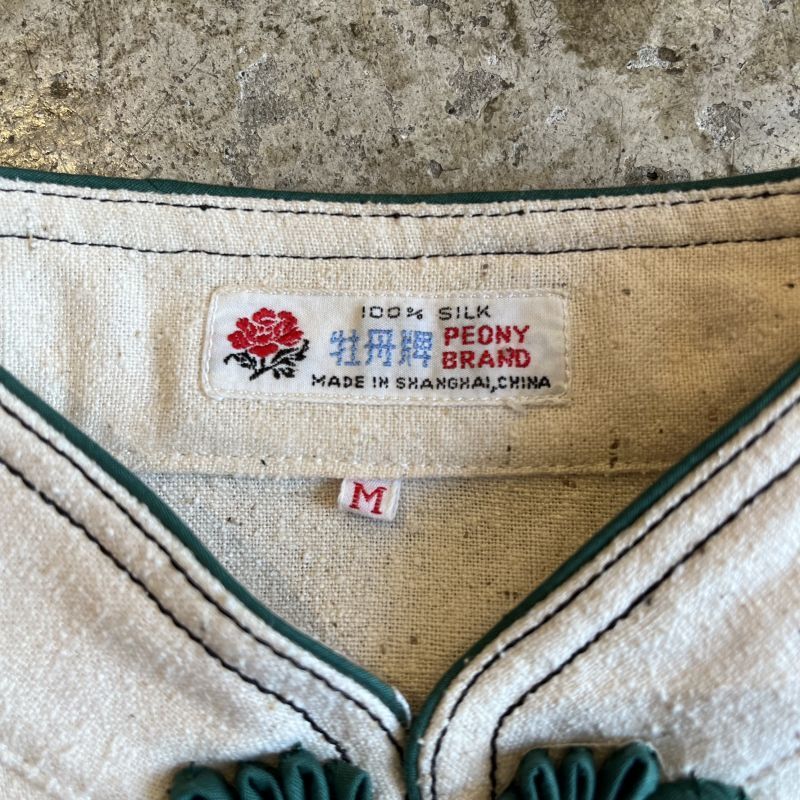 100% SILK
牡丹牌 PEONY BRAND
MADE IN SHANGHAI, CHINA
M